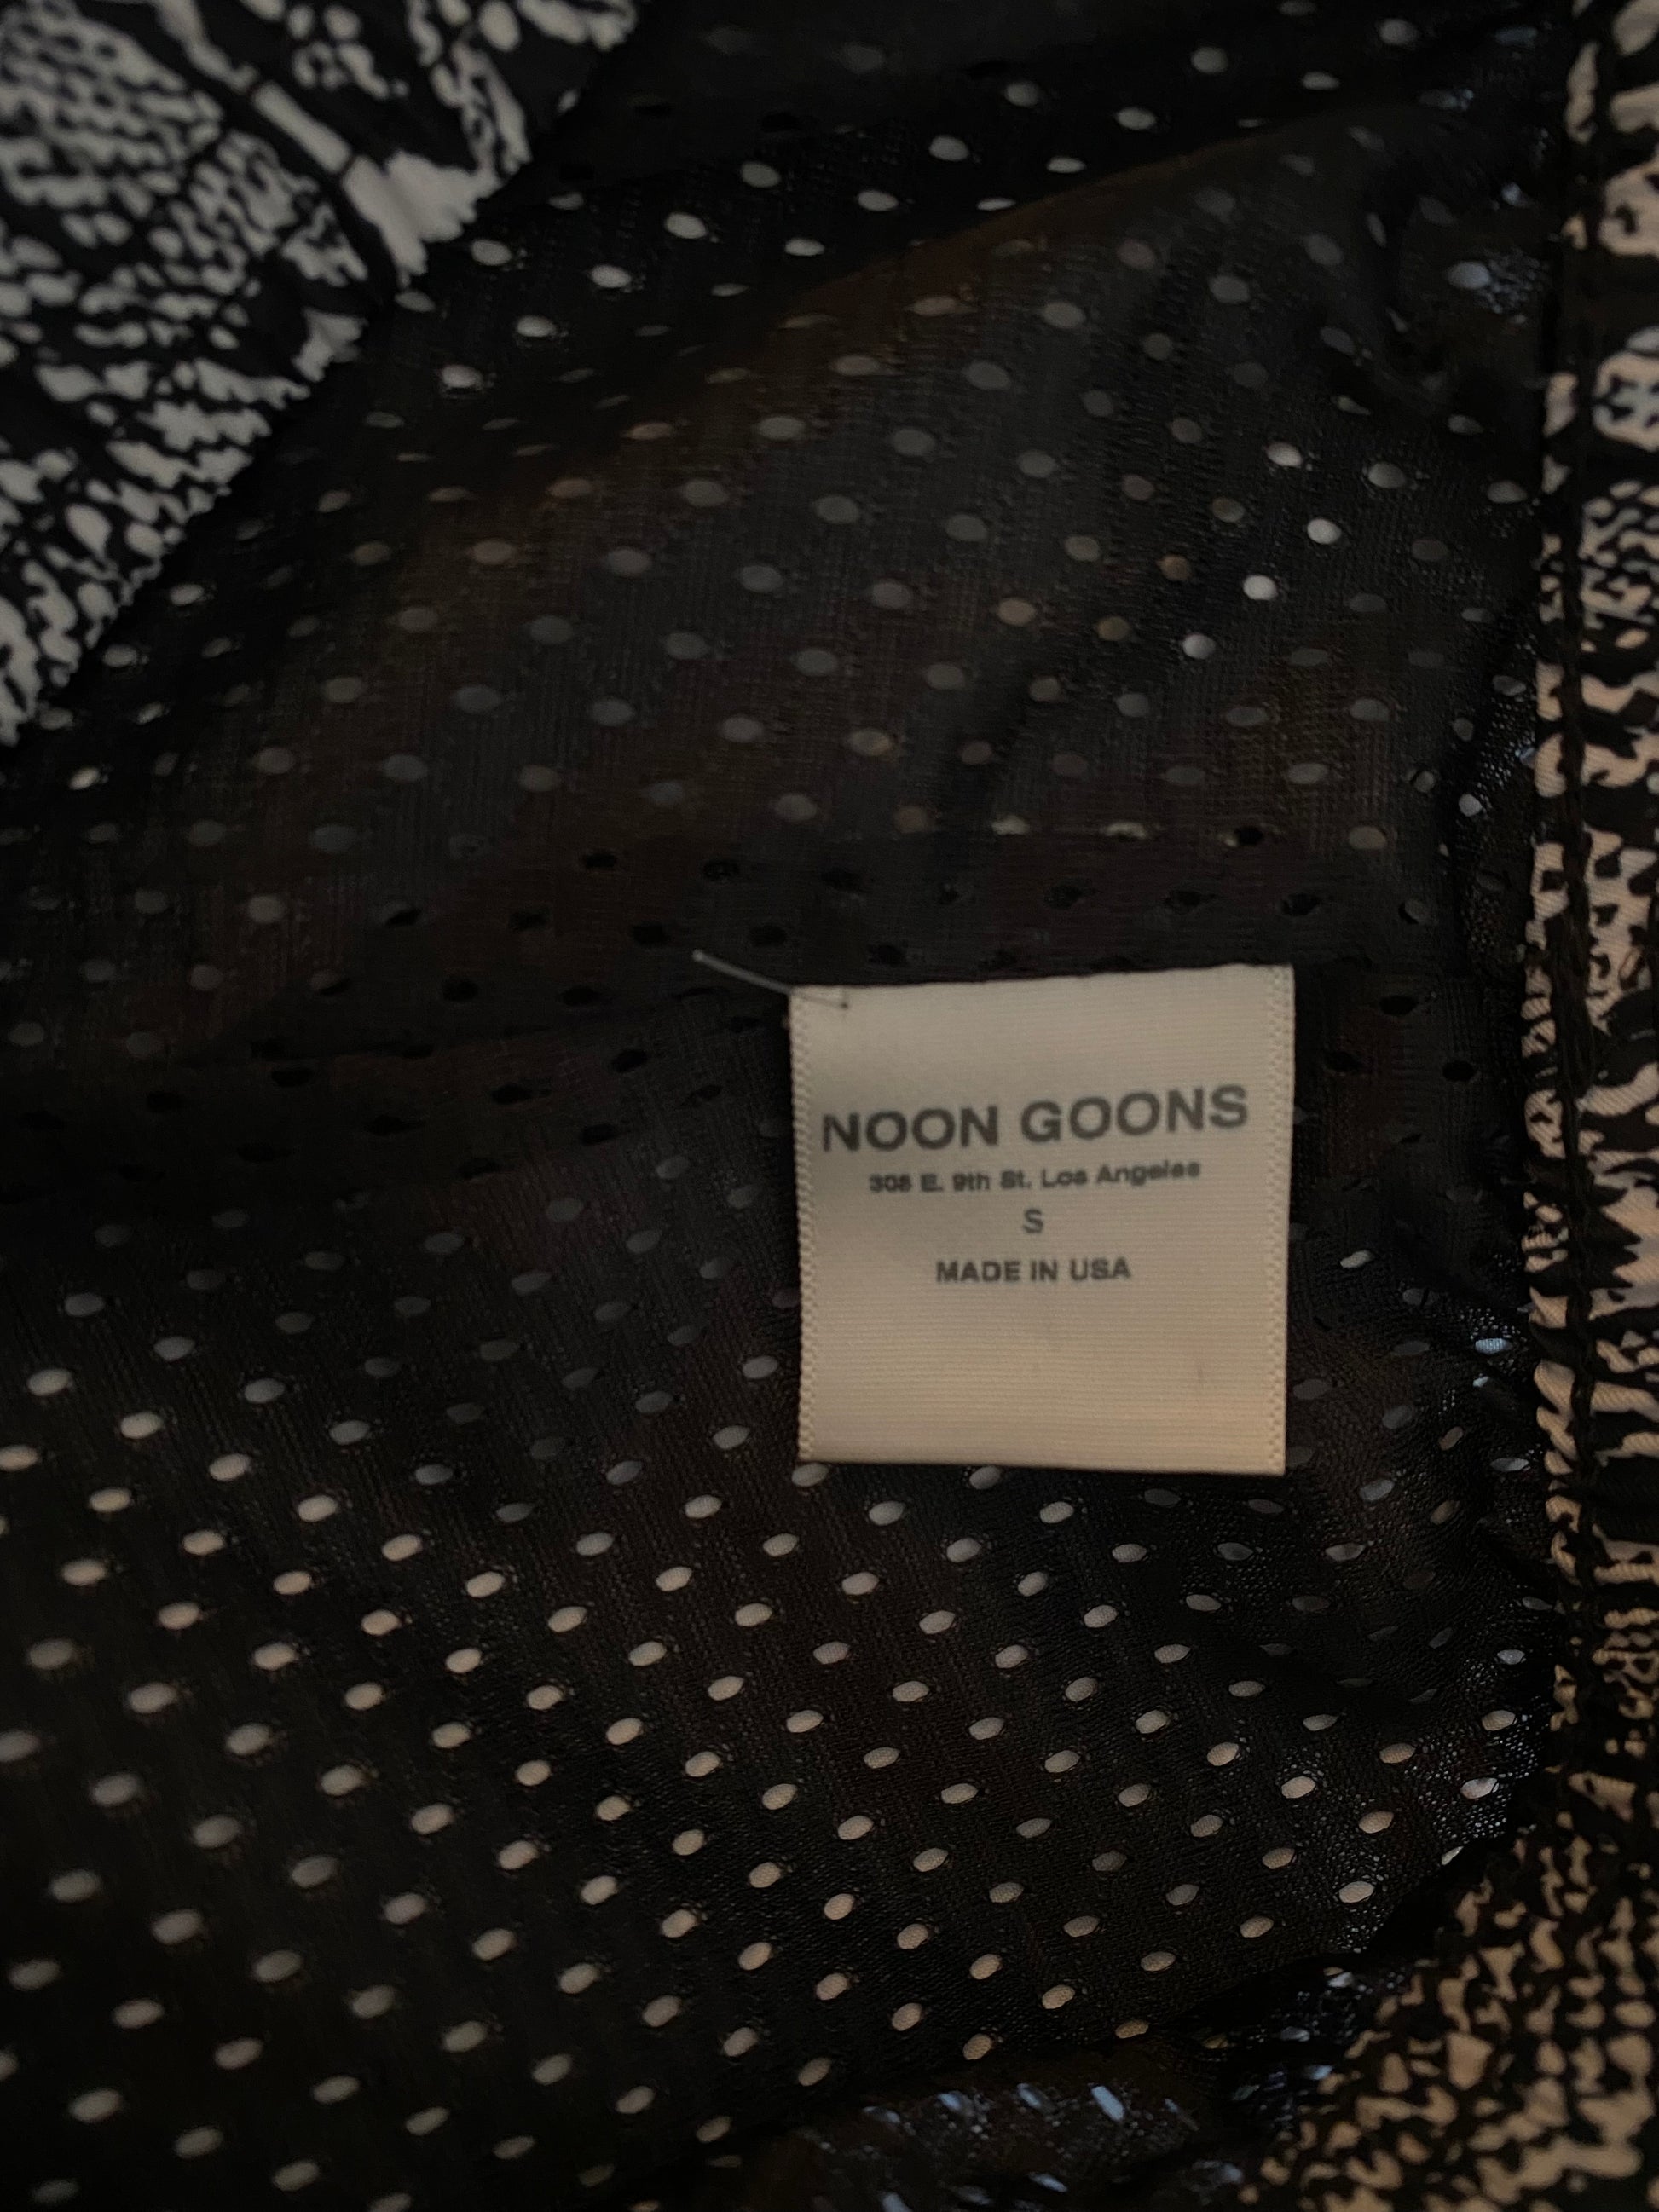 NOON GOONS
308 E. 9th St. Los Angeles
S
MADE IN USA